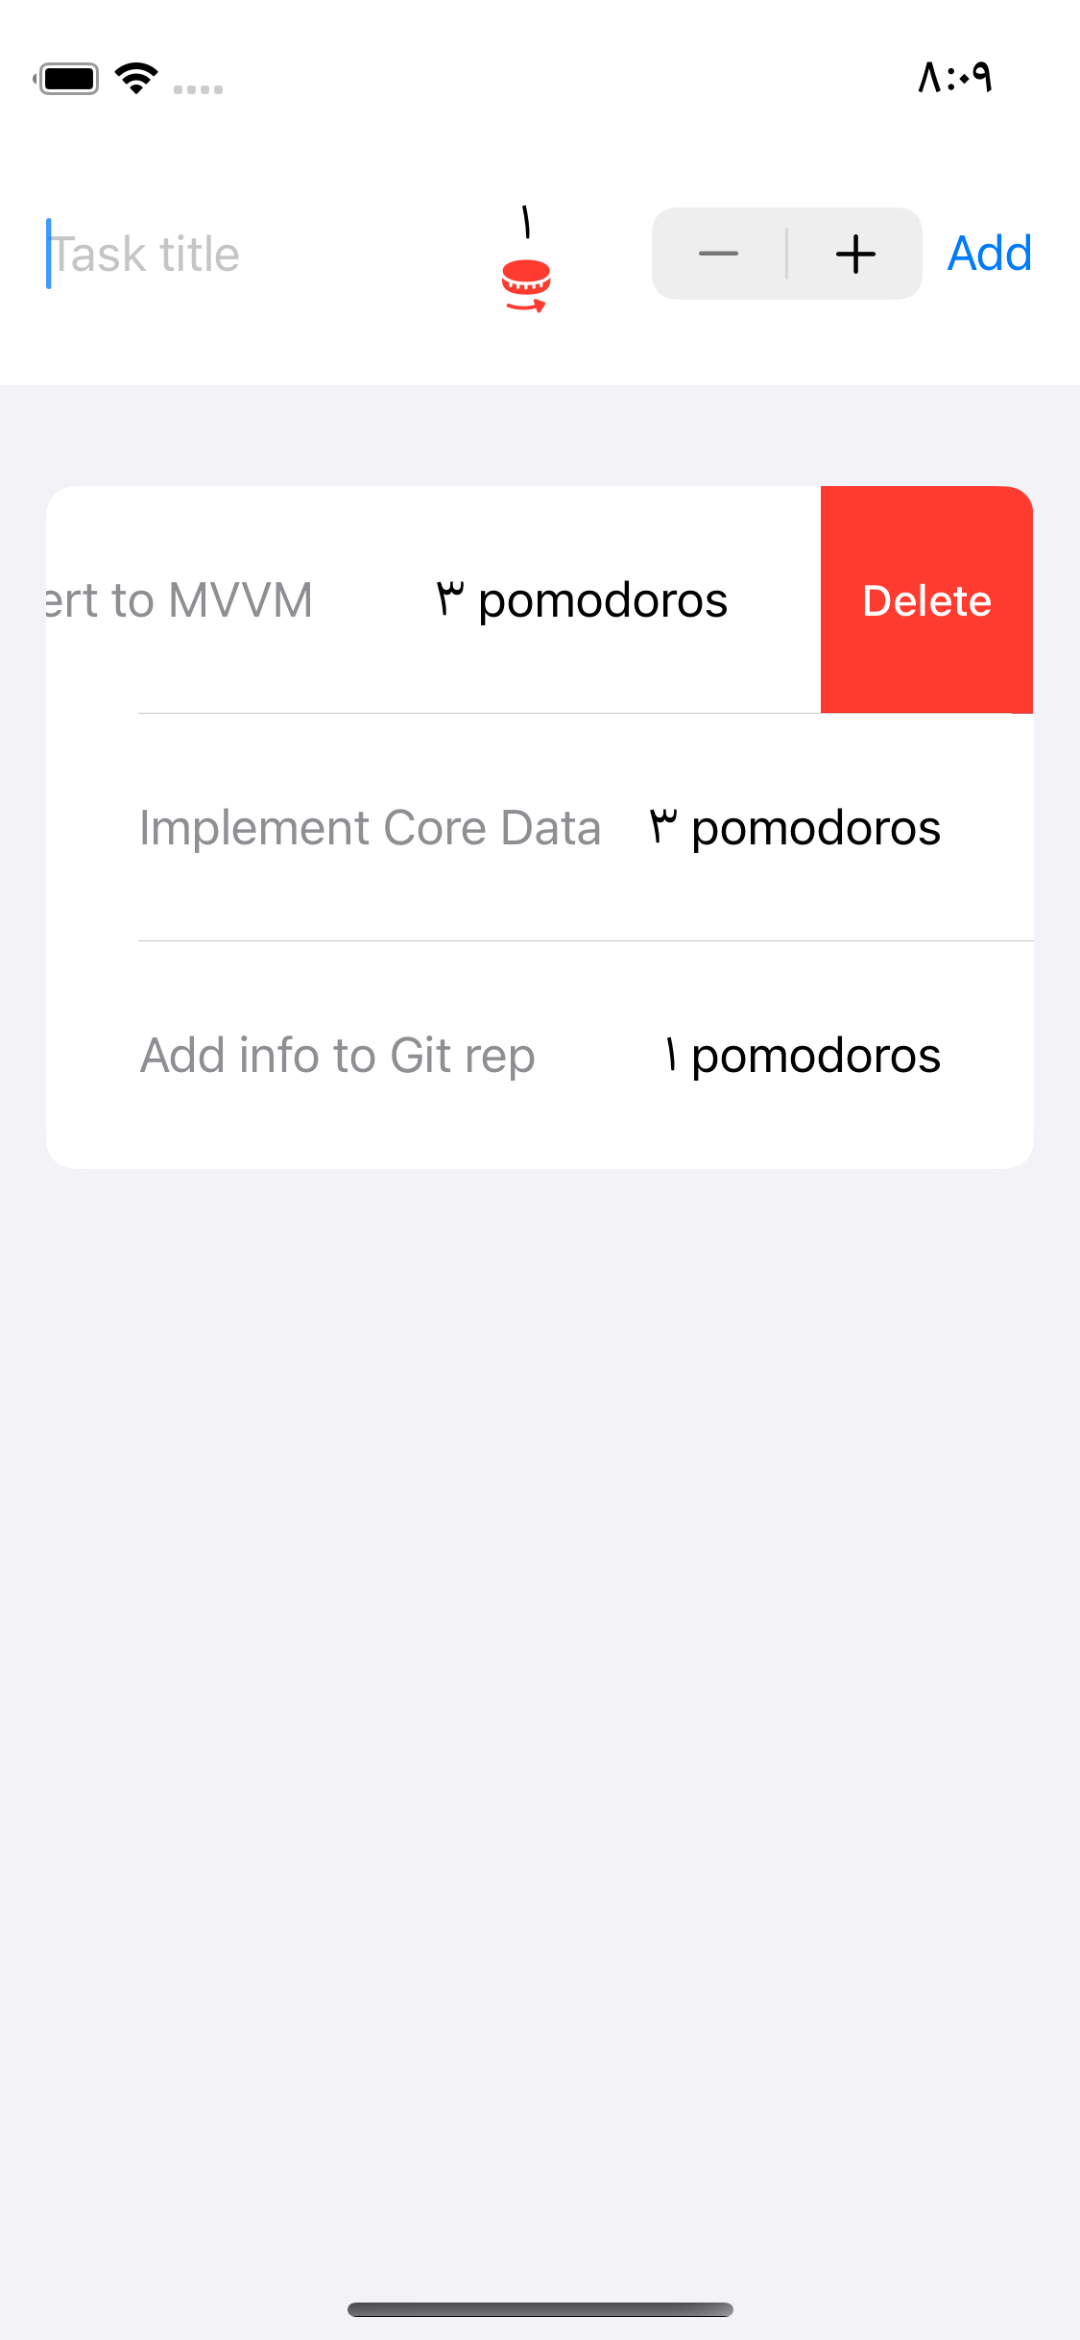 ٨:٠٩
Task title
١
Add
ert to MVVM ٣ pomodoros Delete
Implement Core Data ٣ pomodoros
Add info to Git rep ١ pomodoros